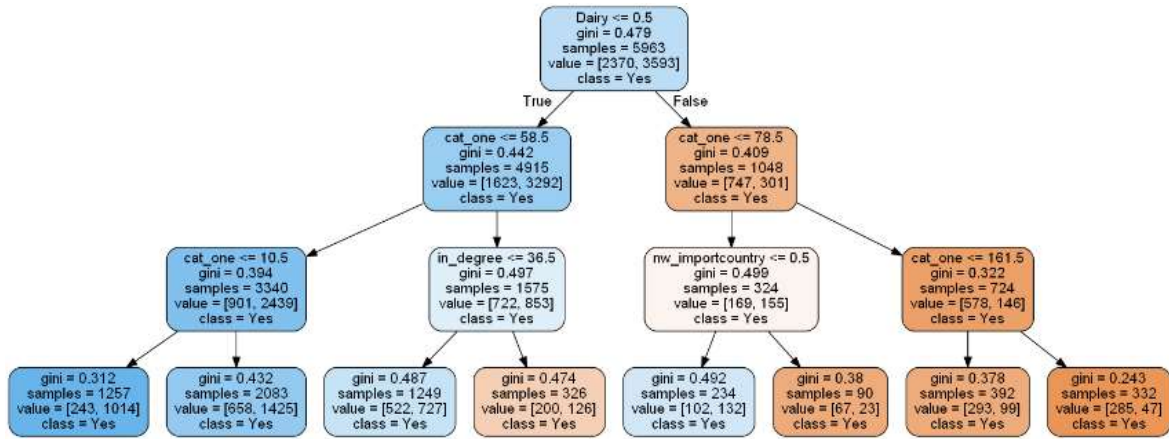 Dairy <= 0.5
gini = 0.479
samples = 5963
value = [2370, 3593]
class = Yes
True
False
cat_one <= 58.5
gini = 0.442
samples = 4915
value = [1623, 3292]
class = Yes
cat_one <= 78.5
gini = 0.409
samples = 1048
value = [747, 301]
class = Yes
cat_one <= 10.5
gini = 0.394
samples = 3340
value = [901, 2439]
class = Yes
in_degree <= 36.5
gini = 0.497
samples = 1575
value = [722, 853]
class = Yes
nw_importcountry <= 0.5
gini = 0.499
samples = 324
value = [169, 155]
class = Yes
cat_one <= 161.5
gini = 0.322
samples = 724
value = [578, 146]
class = Yes
gini = 0.312
samples = 1257
value = [243, 1014]
class = Yes
gini = 0.432
samples = 2083
value = [658, 1425]
class = Yes
gini = 0.487
samples = 1249
value = [522, 727]
class = Yes
gini = 0.474
samples = 326
value = [200, 126]
class = Yes
gini = 0.492
samples = 234
value = [102, 132]
class = Yes
gini = 0.38
samples = 90
value = [67, 23]
class = Yes
gini = 0.378
samples = 392
value = [293, 99]
class = Yes
gini = 0.243
samples = 332
value = [285, 47]
class = Yes